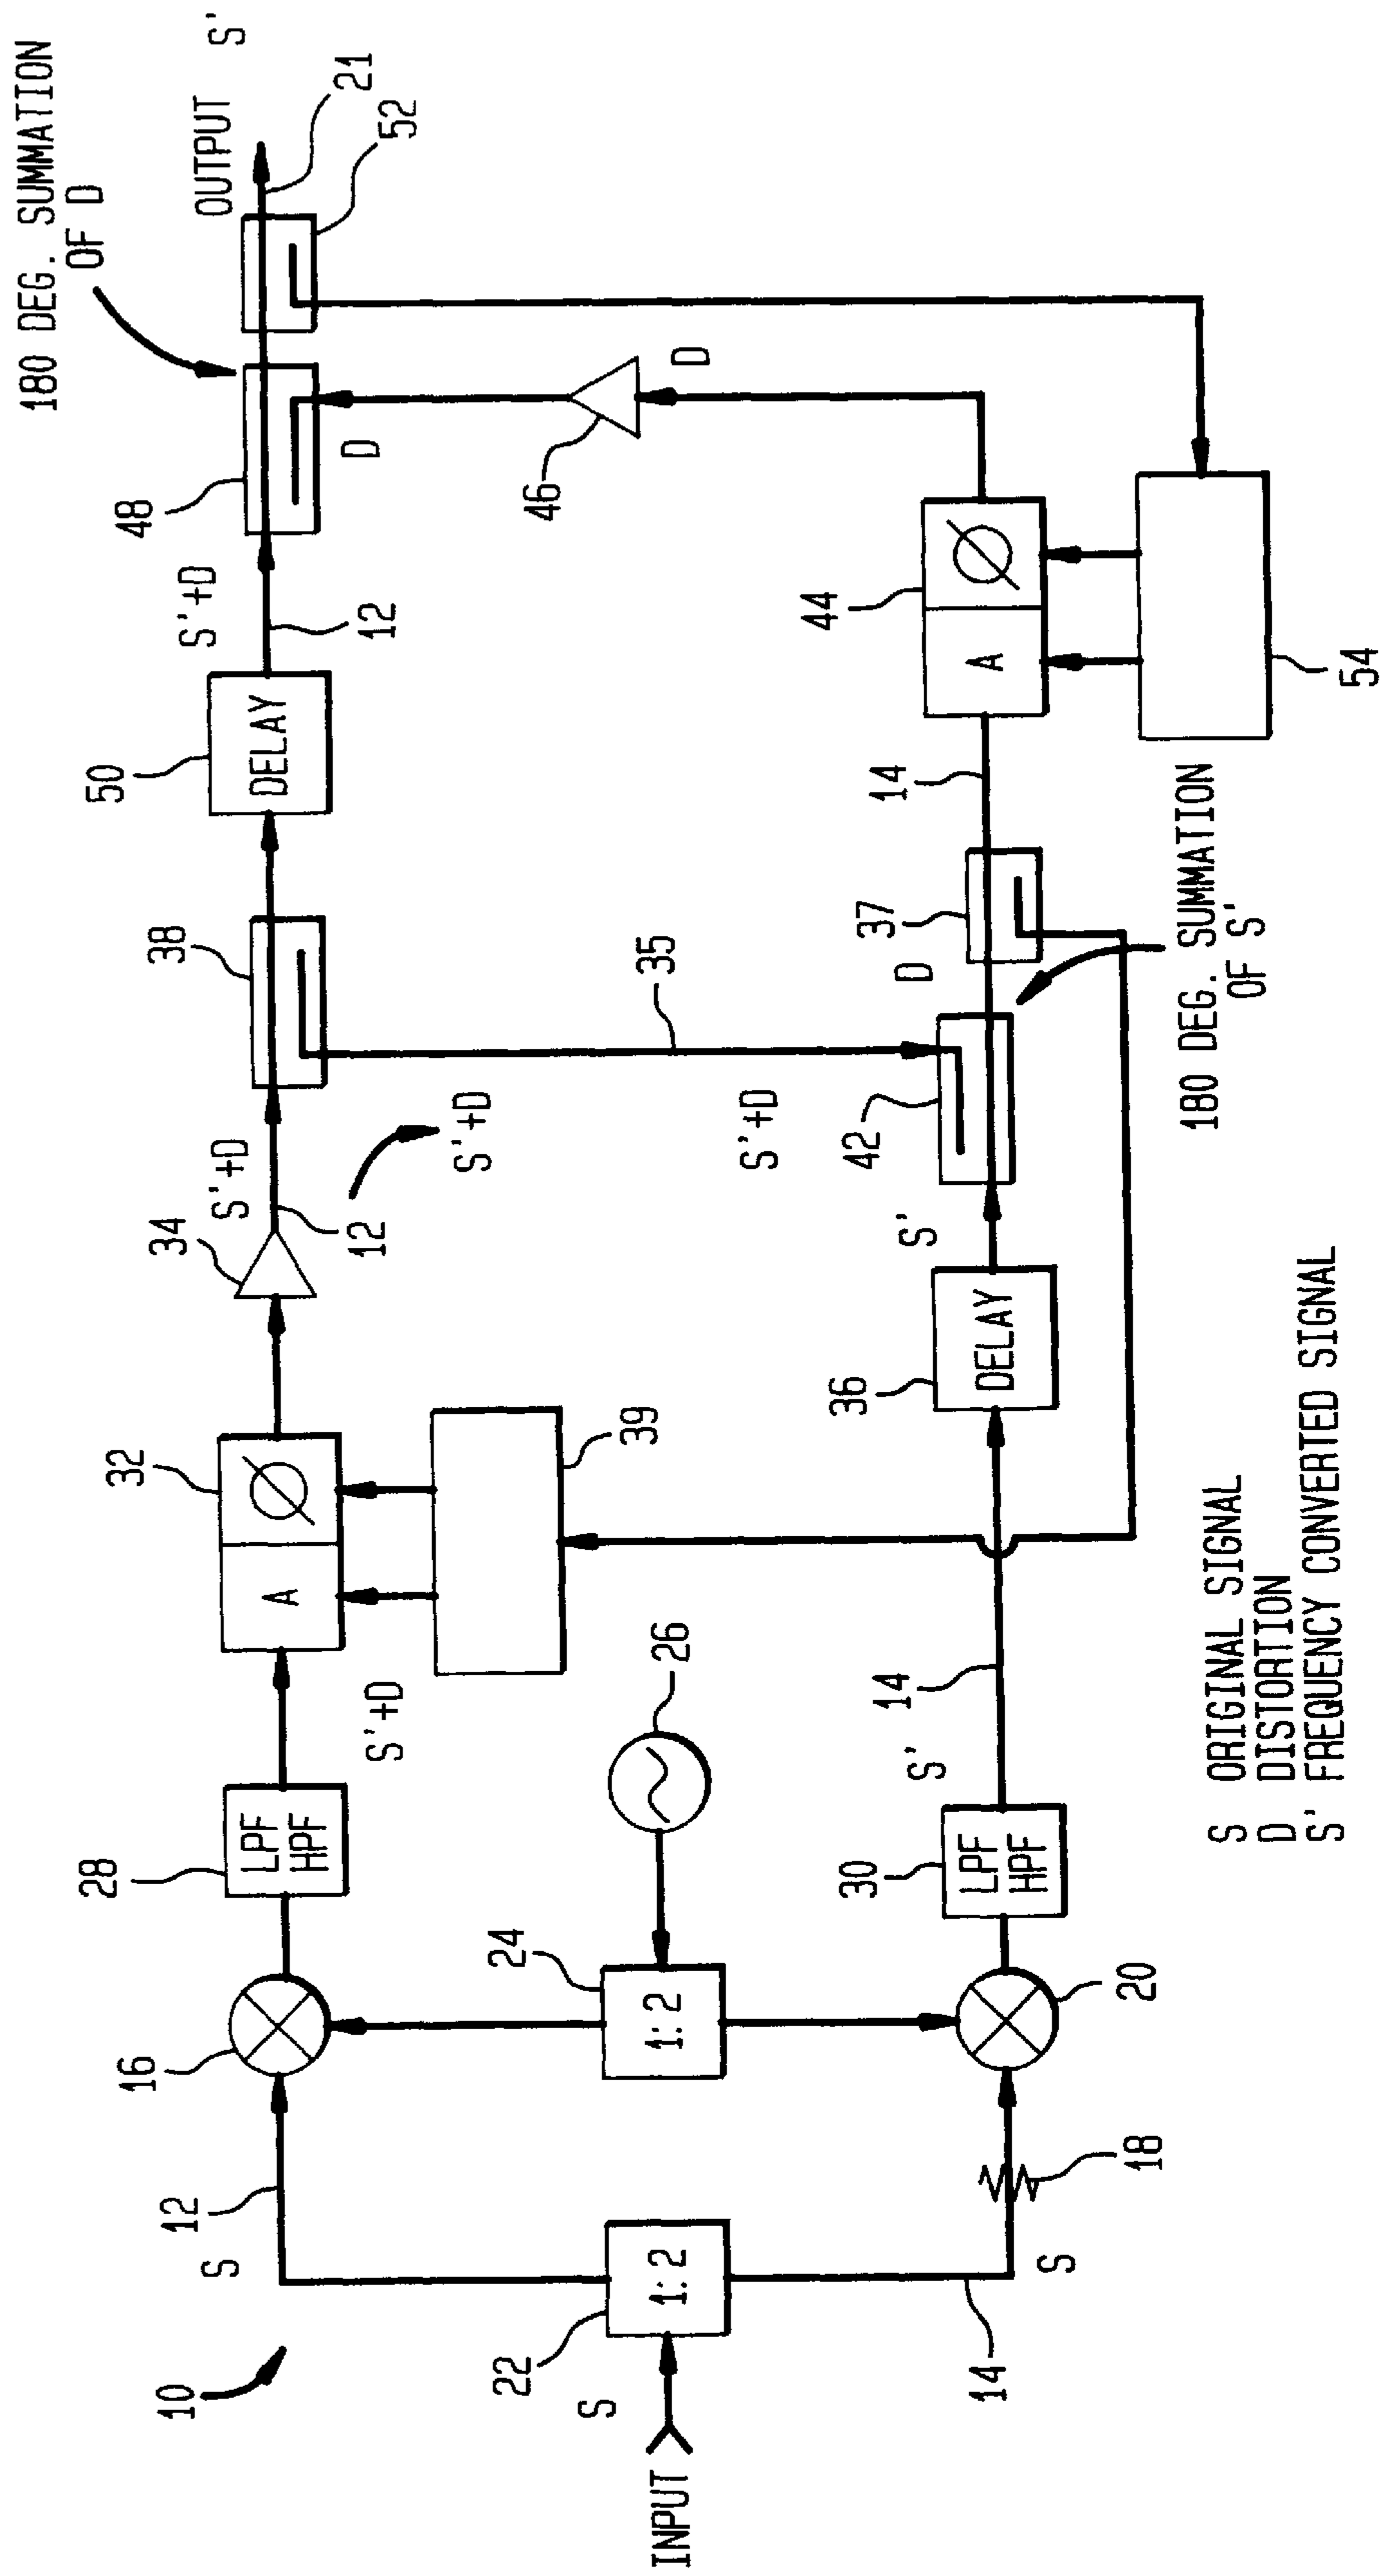 180 DEG. SUMMATION
OF D
OUTPUT
S'
21
52
48
S'+D
12
50
DELAY
D
46
D
38
35
34
S'+D
12
S'+D
S'+D
32
A
Ø
39
28
LPF
HPF
S'+D
16
12
S
10
26
24
1:2
22
1:2
S
INPUT
14
S
18
20
30
LPF
HPF
S'
14
36
DELAY
S'
42
D
37
14
44
A
Ø
54
180 DEG. SUMMATION
OF S'
S ORIGINAL SIGNAL
D DISTORTION
S' FREQUENCY CONVERTED SIGNAL